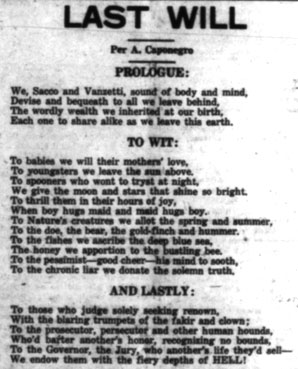 LAST WILL
Per A. Caponegro
PROLOGUE:
We, Sacco and Vanzetti, sound of body and mind,
Devise and bequeath to all we leave behind,
The wordly wealth we inherited at our birth,
Each one to share alike as we leave this earth.
TO WIT:
To babies we will their mothers' love,
To youngsters we leave the sun above.
To spooners who wont to tryst at night,
We give the moon and stars that shine so bright.
To thrill them in their hours of joy,
When boy hugs maid and maid hugs boy.
To Nature's creatures we allot the spring and summer,
To the doe, the bear, the gold-finch and hummer.
To the fishes we ascribe the deep blue sea,
The honey we apportion to the bustling bee.
To the pessimist—good cheer—his mind to sooth,
To the chronic liar we donate the solemn truth.
AND LASTLY:
To those who judge solely seeking renown,
With the blaring trumpets of the fakir and clown;
To the prosecutor, persecutor and other human hounds,
Who'd barter another's honor, recognizing no bounds,
To the Governor, the Jury, who another's life they'd sell—
We endow them with the fiery depths of HELL!